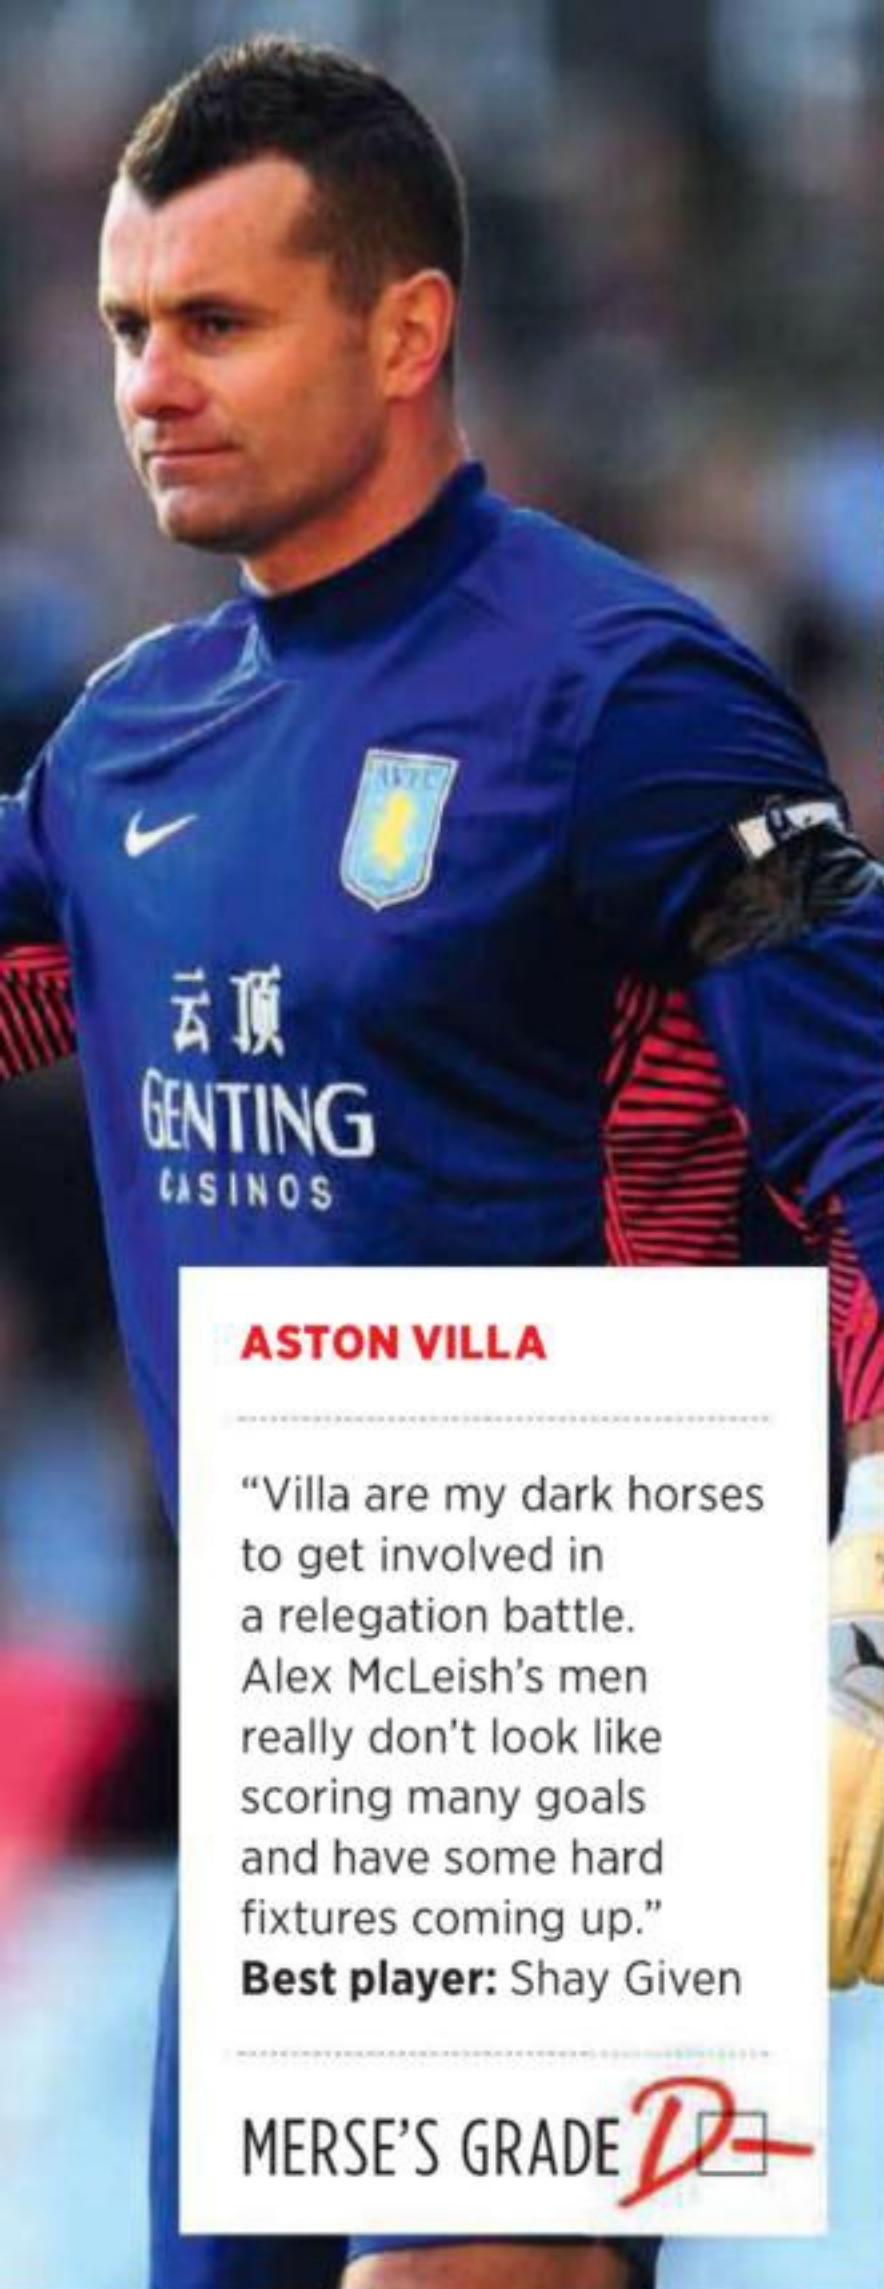 AVFC
云顶
GENTING
CASINOS
ASTON VILLA
“Villa are my dark horses
to get involved in
a relegation battle.
Alex McLeish’s men
really don’t look like
scoring many goals
and have some hard
fixtures coming up.”
Best player: Shay Given
MERSE’S GRADE D-